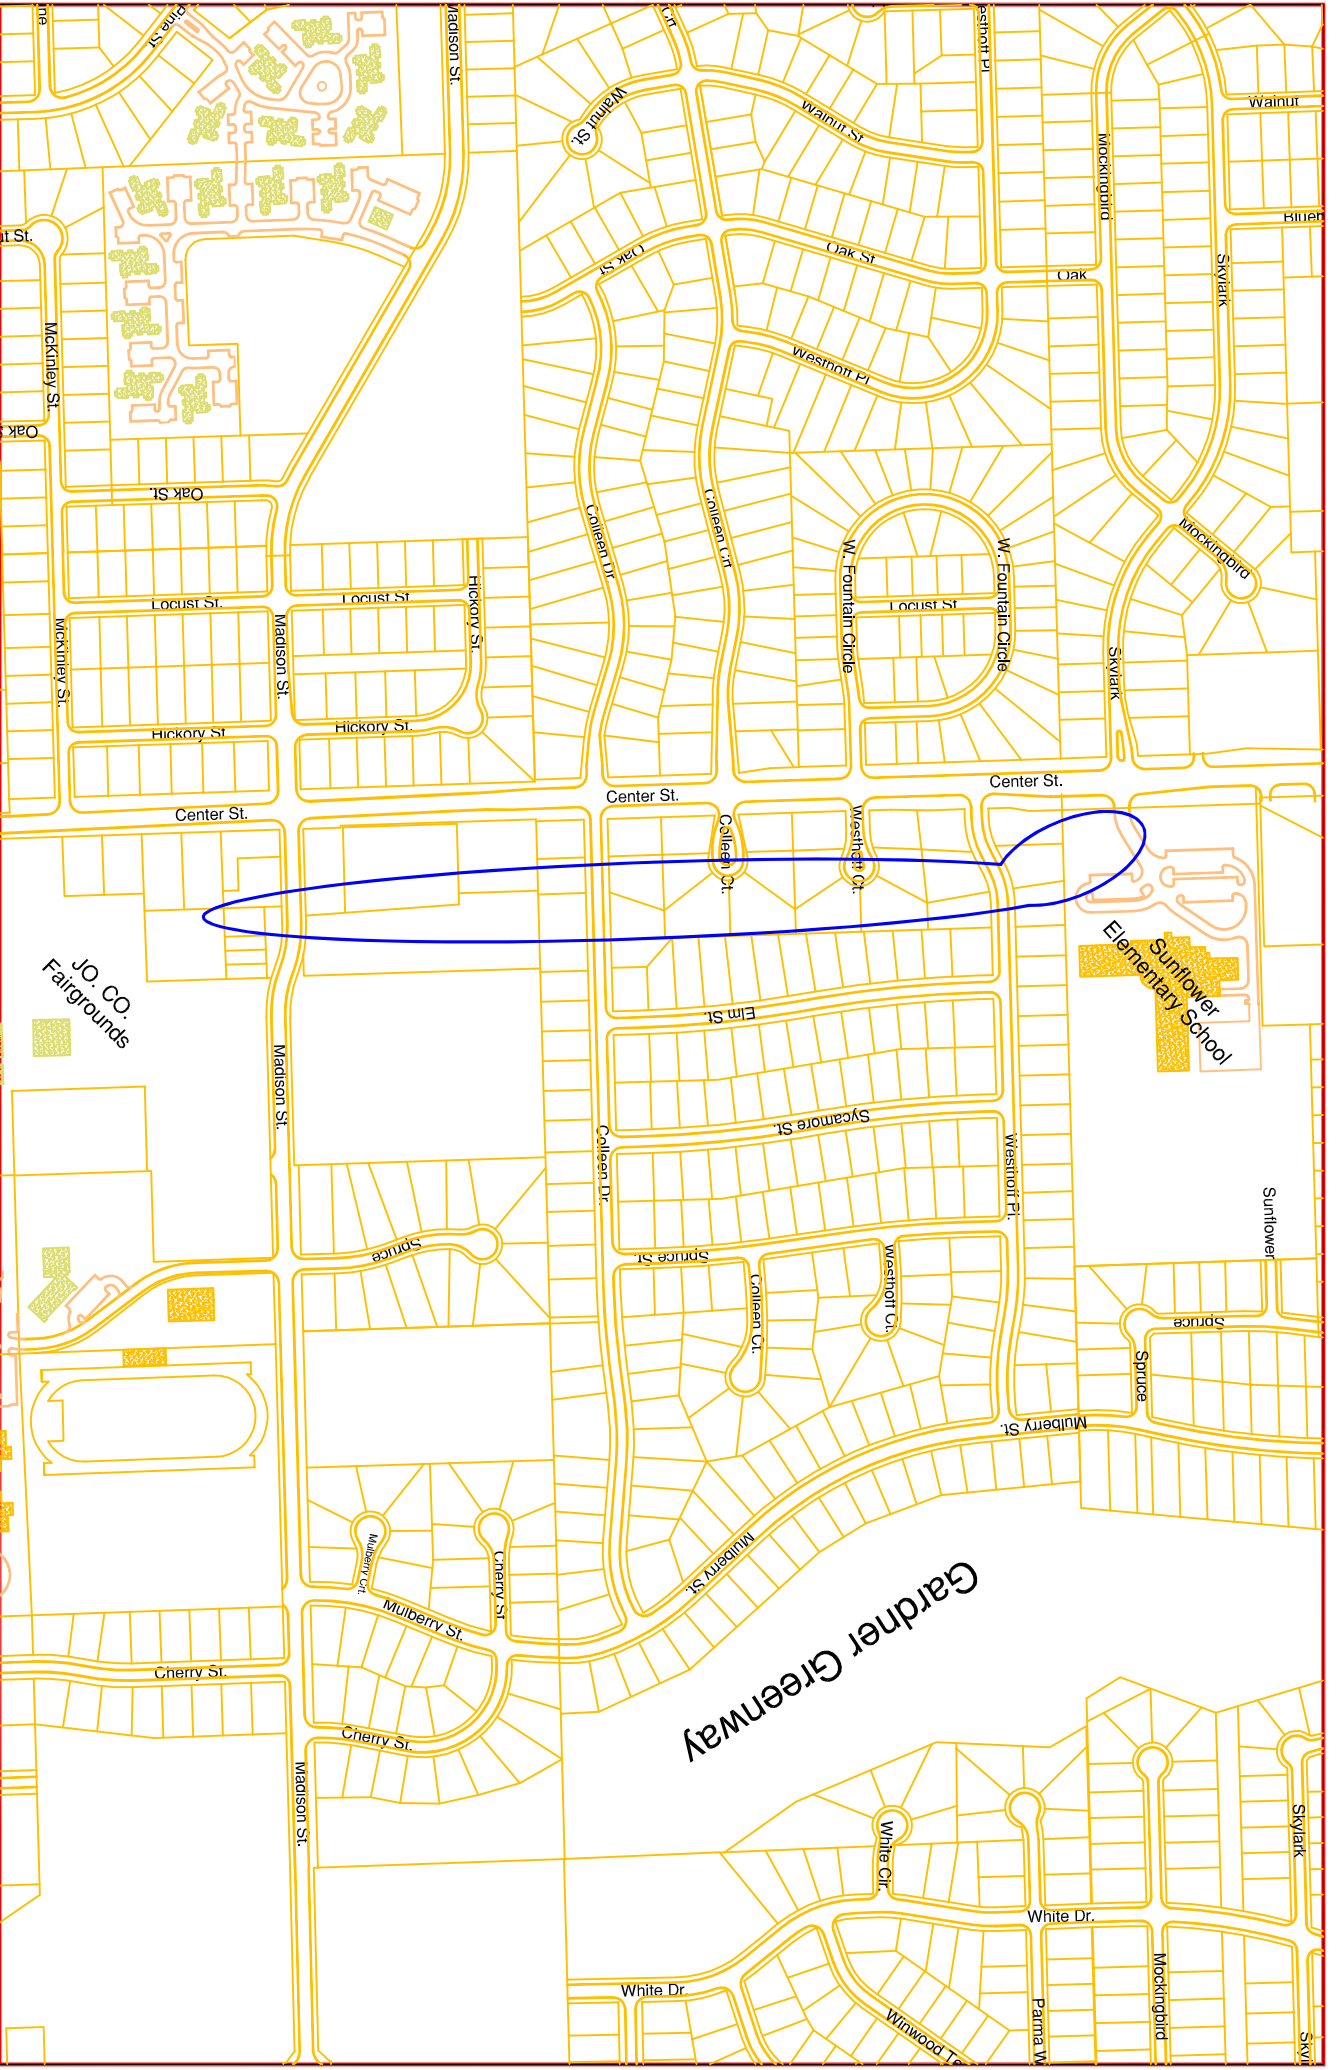 Pine St
Madison St.
Walnut St.
Walnut St
Mockingbird
Walnut
McKinley St.
Oak St
Oak St
Oak
Skylark
Westhoff Pl
Oak
Oak St.
Colleen Dr
Colleen Crt
Mockingbird
W. Fountain Circle
W. Fountain Circle
Locust St.
Locust St
Locust St
Hickory St.
McKinley St.
Madison St.
Skylark
Hickory St
Hickory St.
Center St.
Center St.
Center St.
Colleen Ct.
Westhoff Ct.
JO. CO.
Fairgrounds
Sunflower
Elementary School
Elm St.
Madison St.
Sycamore St.
Colleen Dr.
Westhoff Pl.
Sunflower
Spruce
Spruce St.
Colleen Ct.
Westhoff Ct.
Spruce
Spruce
Mulberry St.
Mulberry Crt.
Cherry St
Mulberry St.
Mulberry St.
Gardner Greenway
Cherry St.
Cherry St.
Madison St.
White Cir.
Skylark
White Dr.
White Dr.
Mockingbird
Parma W
Winwood Te